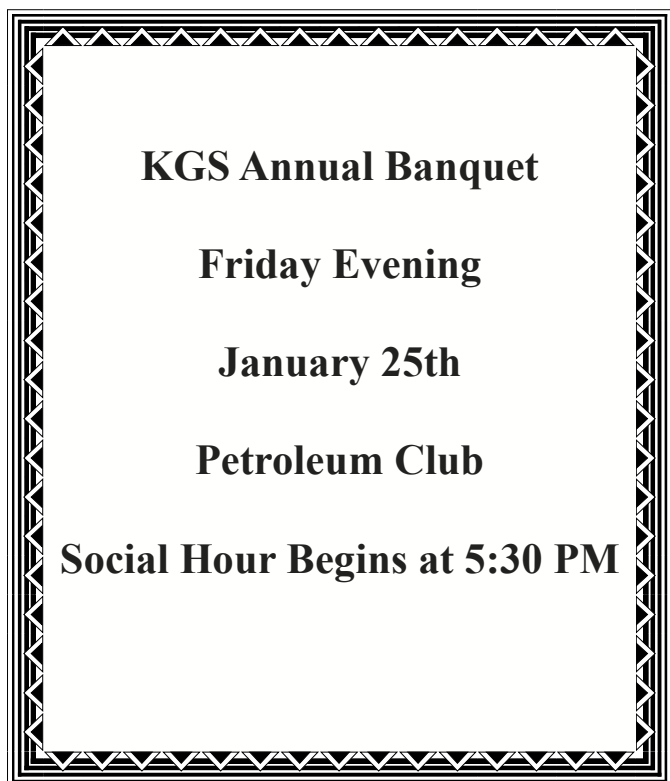 KGS Annual Banquet
Friday Evening
January 25th
Petroleum Club
Social Hour Begins at 5:30 PM